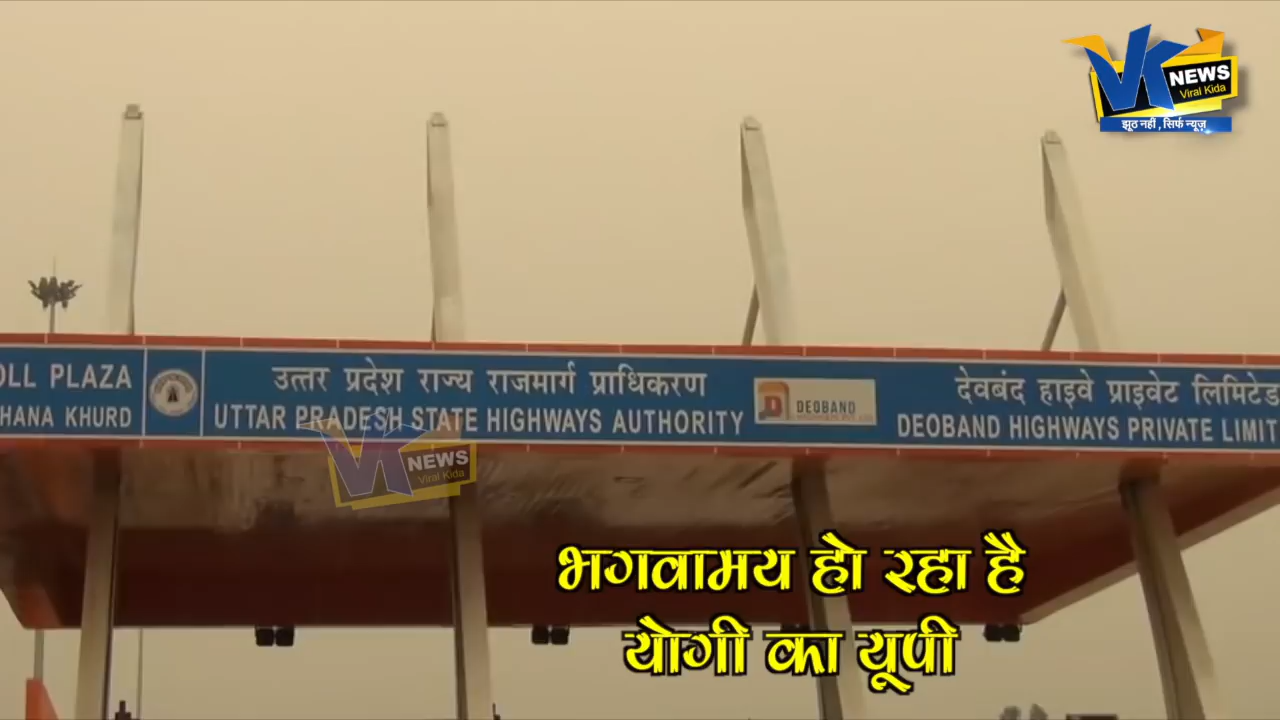 NEWS
Viral Kida
झूठ नहीं , सिर्फ न्यूज़
OLL PLAZA
HANA KHURD
उत्तर प्रदेश राज्य राजमार्ग प्राधिकरण
UTTAR PRADESH STATE HIGHWAYS AUTHORITY
DEOBAND
देवबंद हाइवे प्राइवेट लिमिटेड
DEOBAND HIGHWAYS PRIVATE LIMIT
VK NEWS
Viral Kida
भगवामय हो रहा है
योगी का यूपी